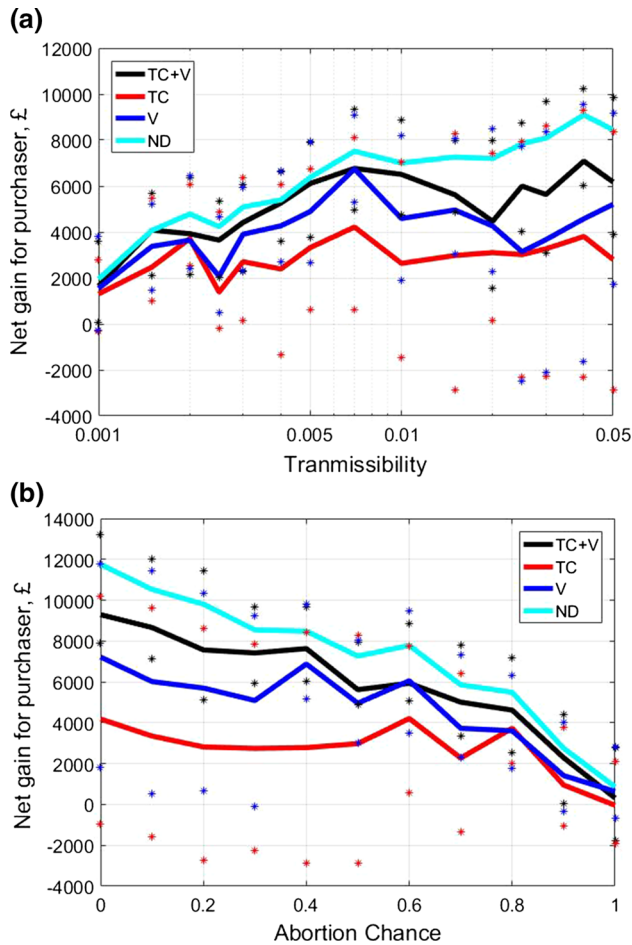 (a)
12000
10000
8000
6000
4000
2000
0
-2000
-4000
Net gain for purchaser, £
TC+V
TC
V
ND
0.001
0.005
0.01
0.05
Tranmissibility
(b)
14000
12000
10000
8000
6000
4000
2000
0
-2000
-4000
Net gain for purchaser, £
TC+V
TC
V
ND
0
0.2
0.4
0.6
0.8
1
Abortion Chance